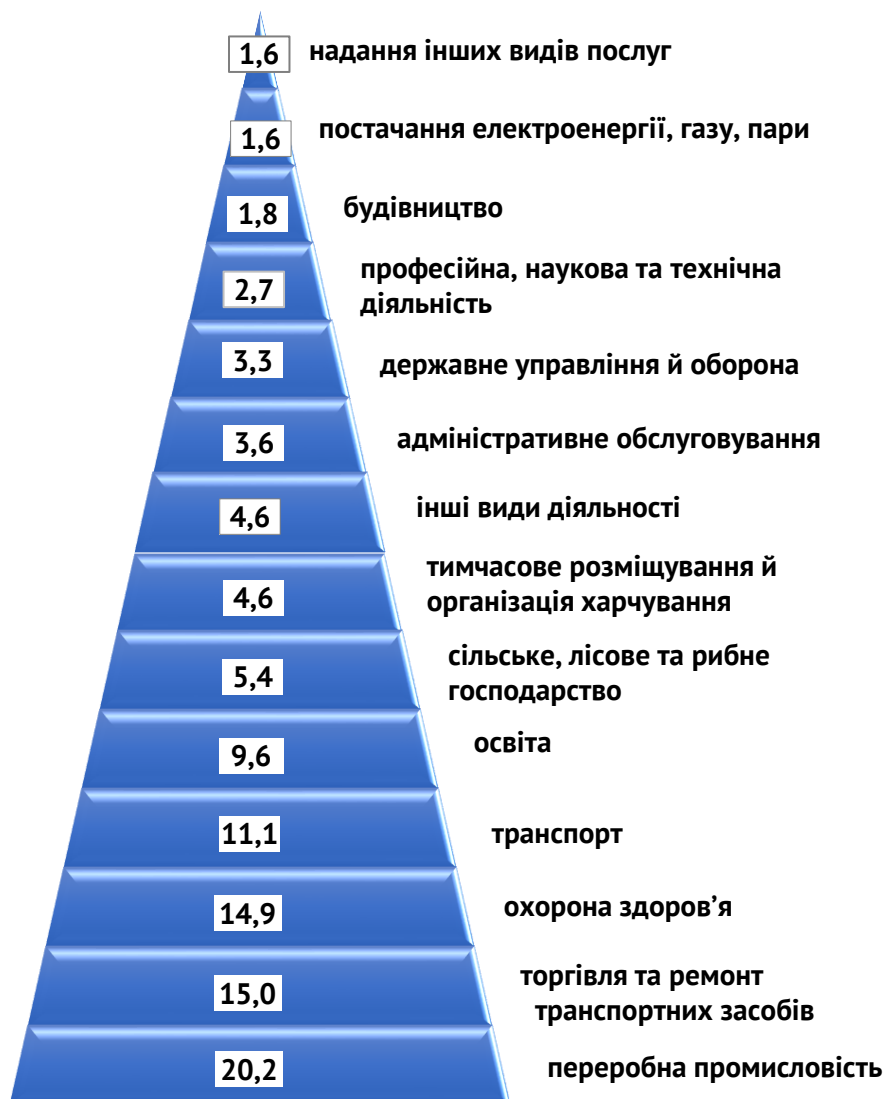 1,6 надання інших видів послуг
1,6 постачання електроенергії, газу, пари
1,8 будівництво
2,7 професійна, наукова та технічна
діяльність
3,3 державне управління й оборона
3,6 адміністративне обслуговування
4,6 інші види діяльності
4,6 тимчасове розміщування й
організація харчування
5,4 сільське, лісове та рибне
господарство
9,6 освіта
11,1 транспорт
14,9 охорона здоров’я
15,0 торгівля та ремонт
транспортних засобів
20,2 переробна промисловість